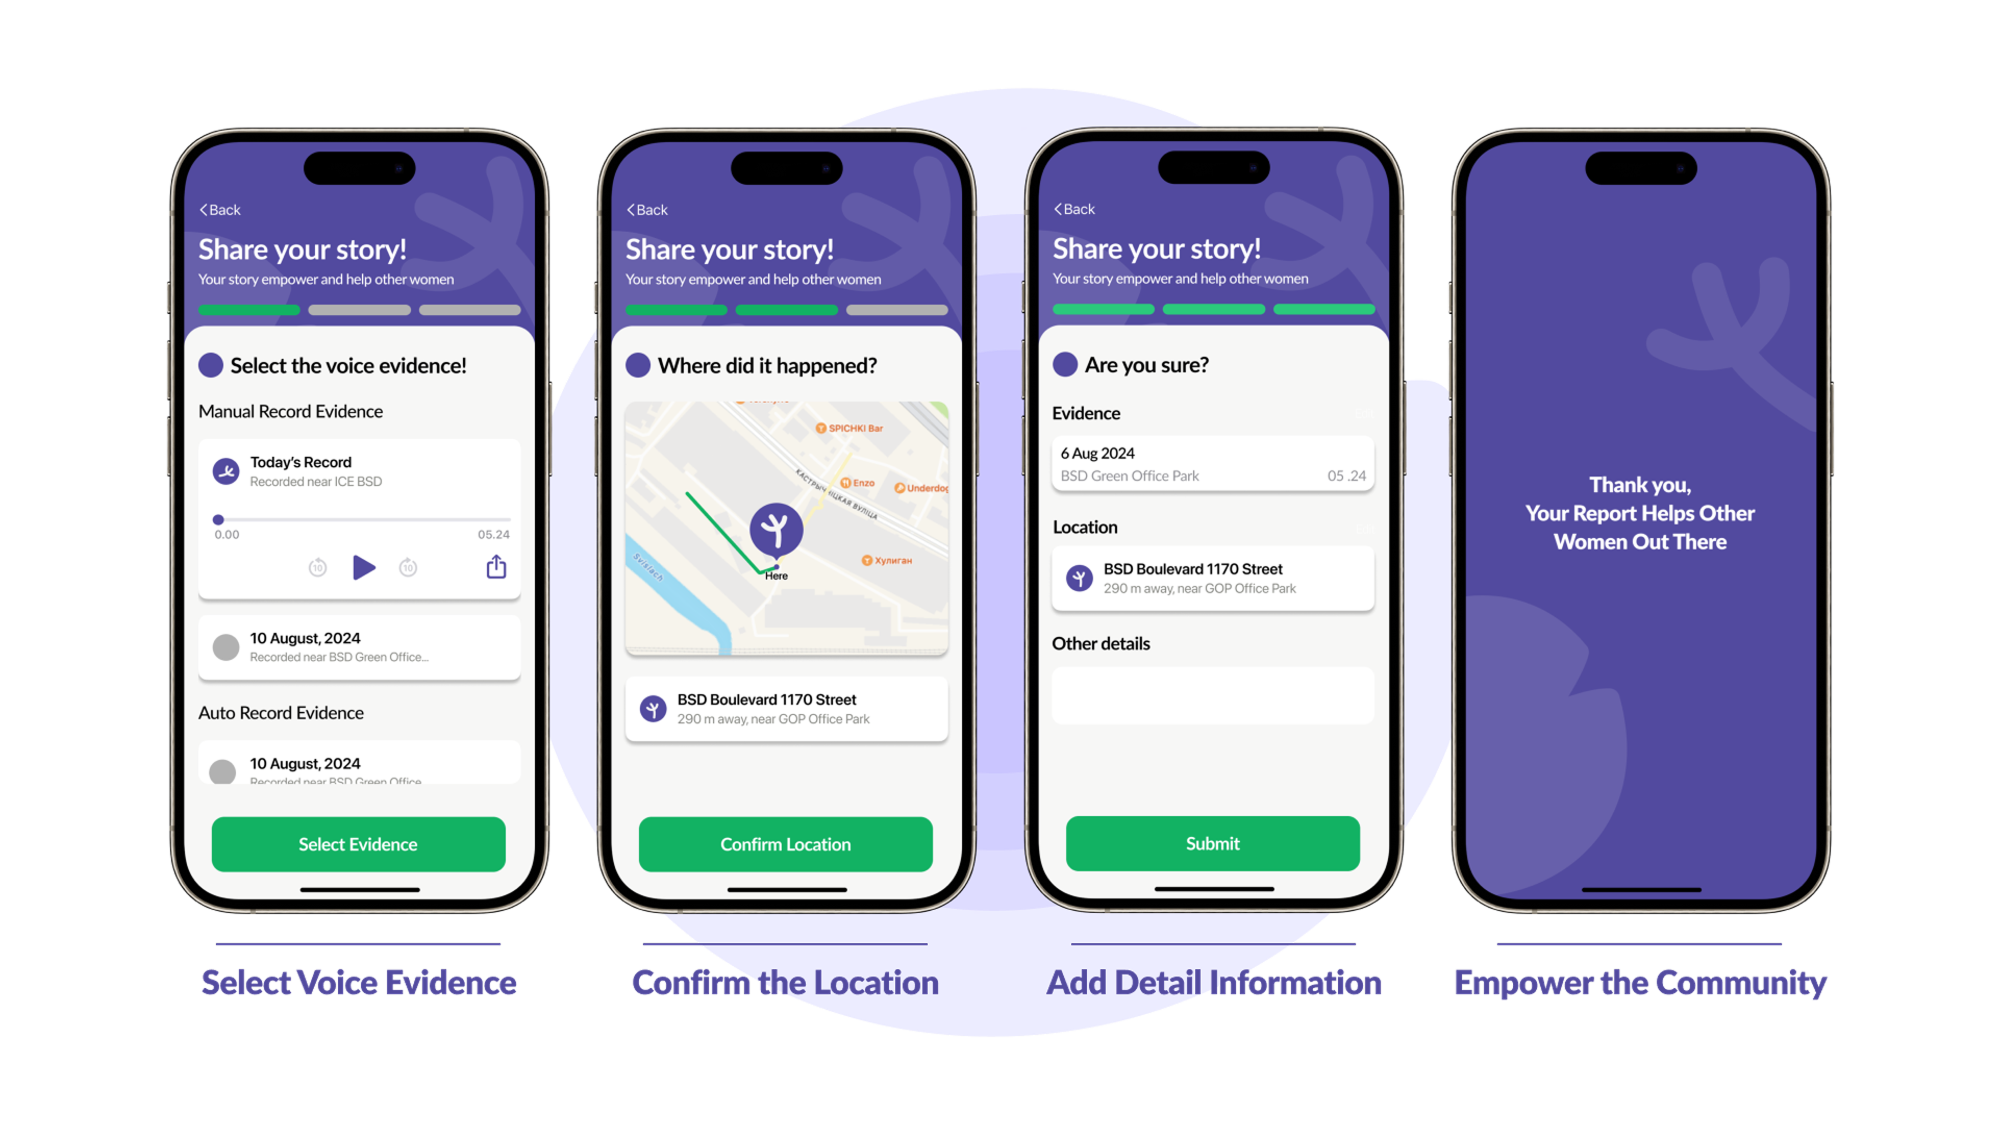 Back
Share your story!
Your story empower and help other women
Select the voice evidence!
Manual Record Evidence
Today's Record
Recorded near ICE BSD
0.00
05.24
10
10
10 August, 2024
Recorded near BSD Green Office...
Auto Record Evidence
10 August, 2024
Recorded near BSD Green Office
Select Evidence
Select Voice Evidence
Back
Share your story!
Your story empower and help other women
Where did it happened?
SPICHKI Bar
КАСТРЫЧНІЦКАЯ ВУЛІЦА
Enzo
Underdog
Хулиган
Svislach
Here
BSD Boulevard 1170 Street
290 m away, near GOP Office Park
Confirm Location
Confirm the Location
Back
Share your story!
Your story empower and help other women
Are you sure?
Evidence
6 Aug 2024
BSD Green Office Park
05 .24
Location
BSD Boulevard 1170 Street
290 m away, near GOP Office Park
Other details
Submit
Add Detail Information
Thank you,
Your Report Helps Other
Women Out There
Empower the Community